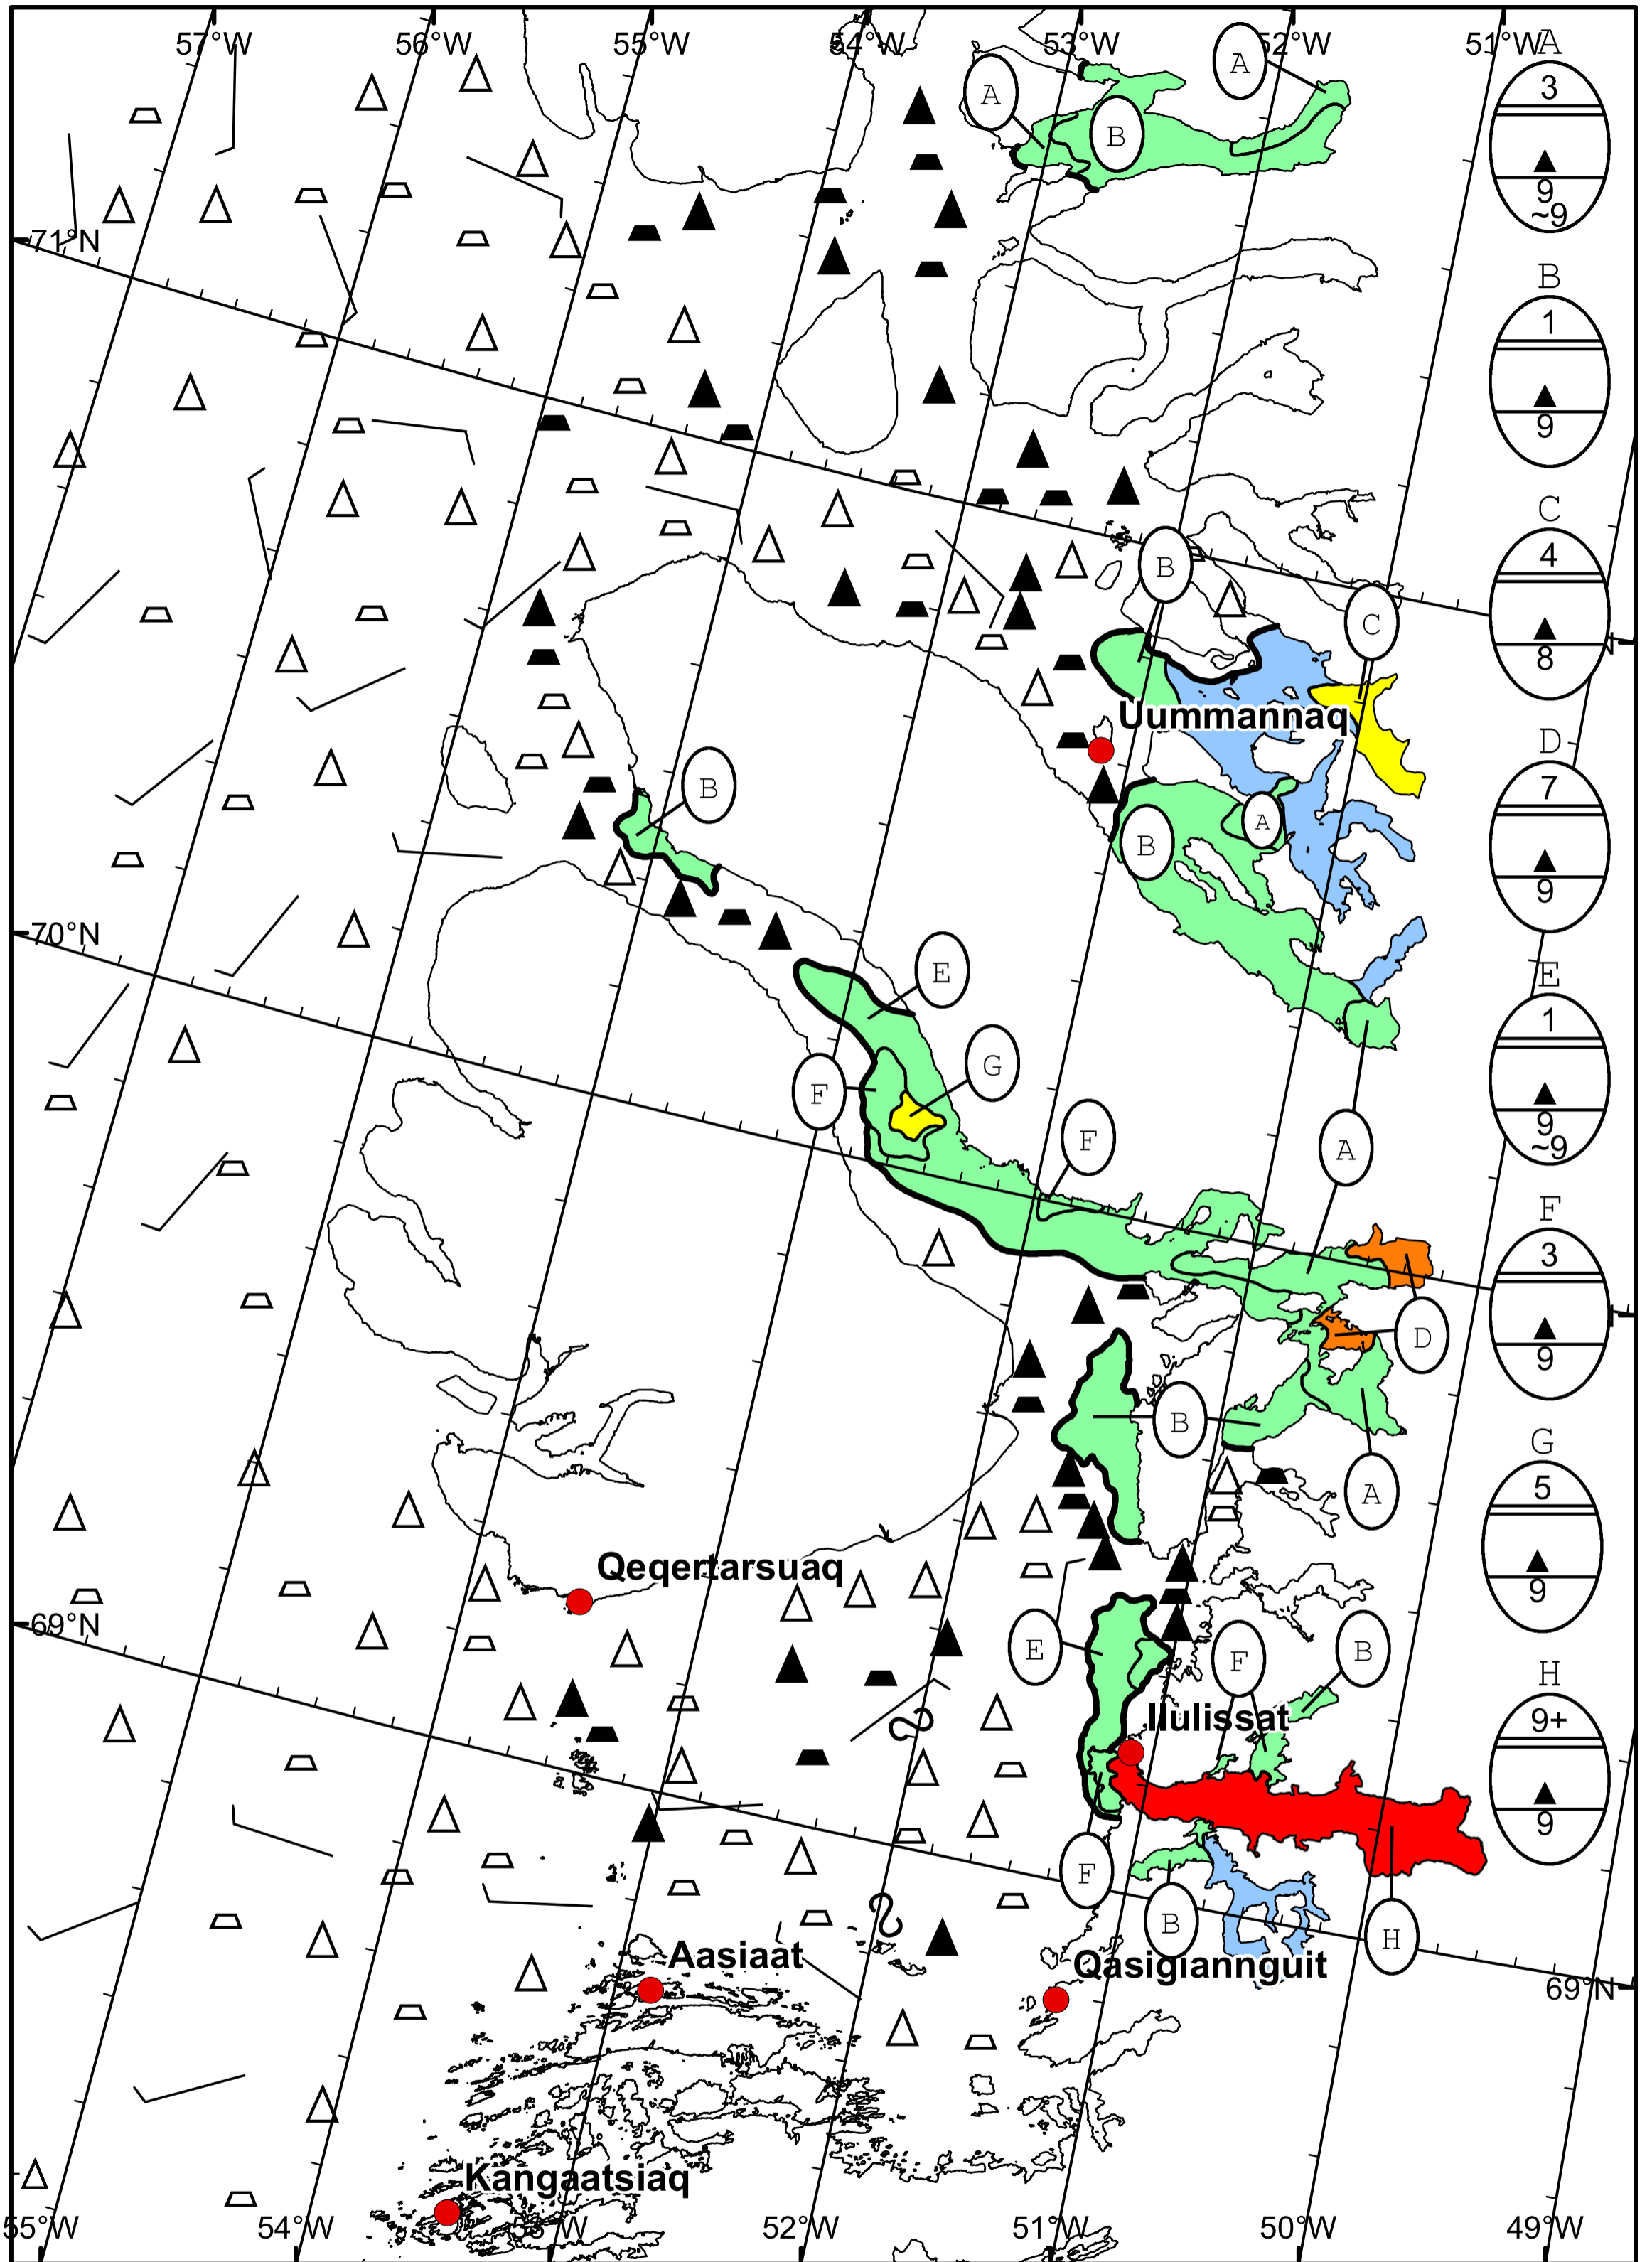 57°W 56°W 55°W 54°W 53°W 52°W 51°W
A
3
9
~9
A
A
B
71°N
B
1
9
C
4
8
B
C
Uummannaq
D
7
9
B
A
B
70°N
E
1
9
~9
E
G
F
F
A
F
3
9
D
B
A
G
5
9
Qeqertarsuaq
69°N
E
F
B
H
9+
9
Ilulissat
F
B
H
Aasiaat
Qasigiannguit
69°N
Kangaatsiaq
55°W 54°W 53°W 52°W 51°W 50°W 49°W